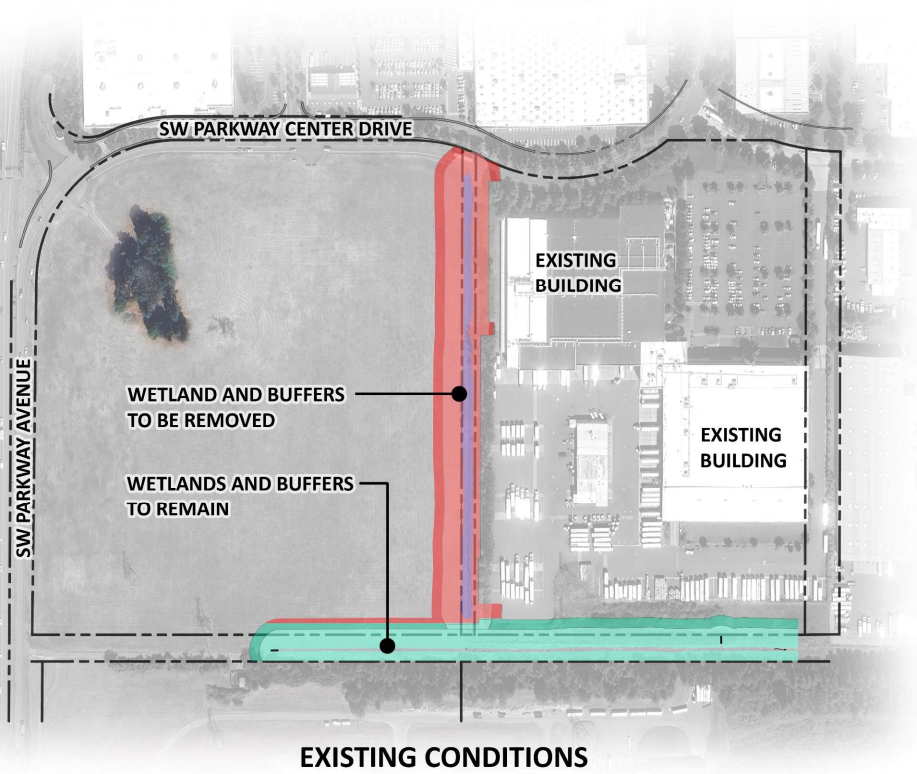 SW PARKWAY CENTER DRIVE
EXISTING
BUILDING
SW PARKWAY AVENUE
WETLAND AND BUFFERS
TO BE REMOVED
EXISTING
BUILDING
WETLANDS AND BUFFERS
TO REMAIN
EXISTING CONDITIONS